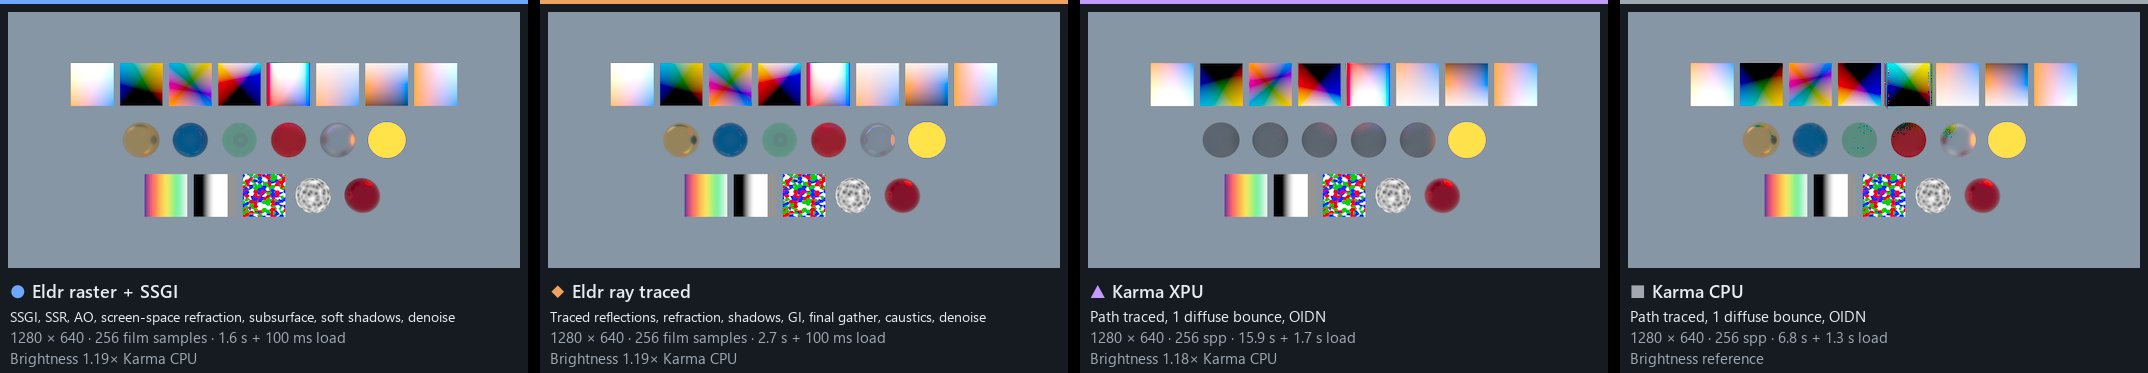 Eldr raster + SSGI
SSGI, SSR, AO, screen-space refraction, subsurface, soft shadows, denoise
1280 × 640 · 256 film samples · 1.6 s + 100 ms load
Brightness 1.19× Karma CPU
Eldr ray traced
Traced reflections, refraction, shadows, GI, final gather, caustics, denoise
1280 × 640 · 256 film samples · 2.7 s + 100 ms load
Brightness 1.19× Karma CPU
Karma XPU
Path traced, 1 diffuse bounce, OIDN
1280 × 640 · 256 spp · 15.9 s + 1.7 s load
Brightness 1.18× Karma CPU
Karma CPU
Path traced, 1 diffuse bounce, OIDN
1280 × 640 · 256 spp · 6.8 s + 1.3 s load
Brightness reference